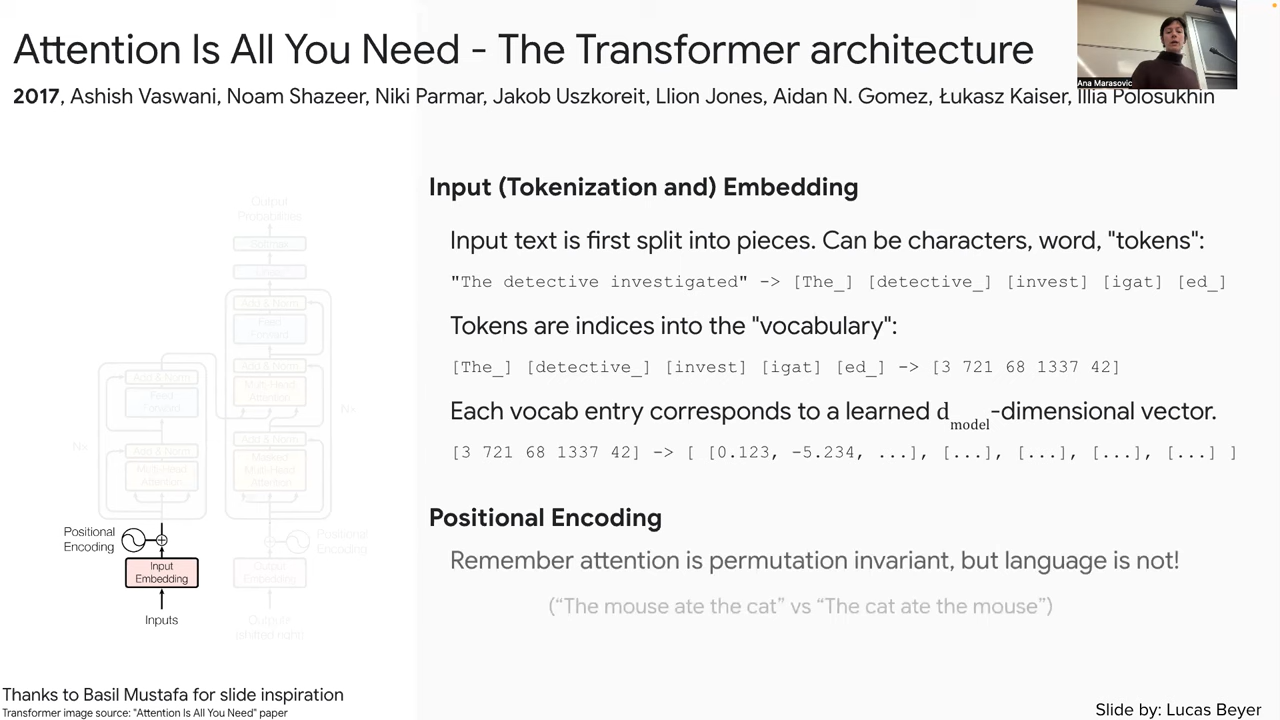 Attention Is All You Need - The Transformer architecture
Ana Marasovic
2017, Ashish Vaswani, Noam Shazeer, Niki Parmar, Jakob Uszkoreit, Llion Jones, Aidan N. Gomez, Łukasz Kaiser, Illia Polosukhin
Output
Probabilities
Softmax
Linear
Add & Norm
Feed
Forward
Add & Norm
Multi-Head
Attention
Nx
Add & Norm
Masked
Multi-Head
Attention
Add & Norm
Feed
Forward
Nx
Add & Norm
Multi-Head
Attention
Positional
Encoding
Positional
Encoding
Input
Embedding
Output
Embedding
Inputs
Outputs
(shifted right)
Input (Tokenization and) Embedding
Input text is first split into pieces. Can be characters, word, "tokens":
"The detective investigated" -> [The_] [detective_] [invest] [igat] [ed_]
Tokens are indices into the "vocabulary":
[The_] [detective_] [invest] [igat] [ed_] -> [3 721 68 1337 42]
Each vocab entry corresponds to a learned dmodel-dimensional vector.
[3 721 68 1337 42] -> [ [0.123, -5.234, ...], [...], [...], [...], [...] ]
Positional Encoding
Remember attention is permutation invariant, but language is not!
(“The mouse ate the cat” vs “The cat ate the mouse”)
Thanks to Basil Mustafa for slide inspiration
Transformer image source: "Attention Is All You Need" paper
Slide by: Lucas Beyer